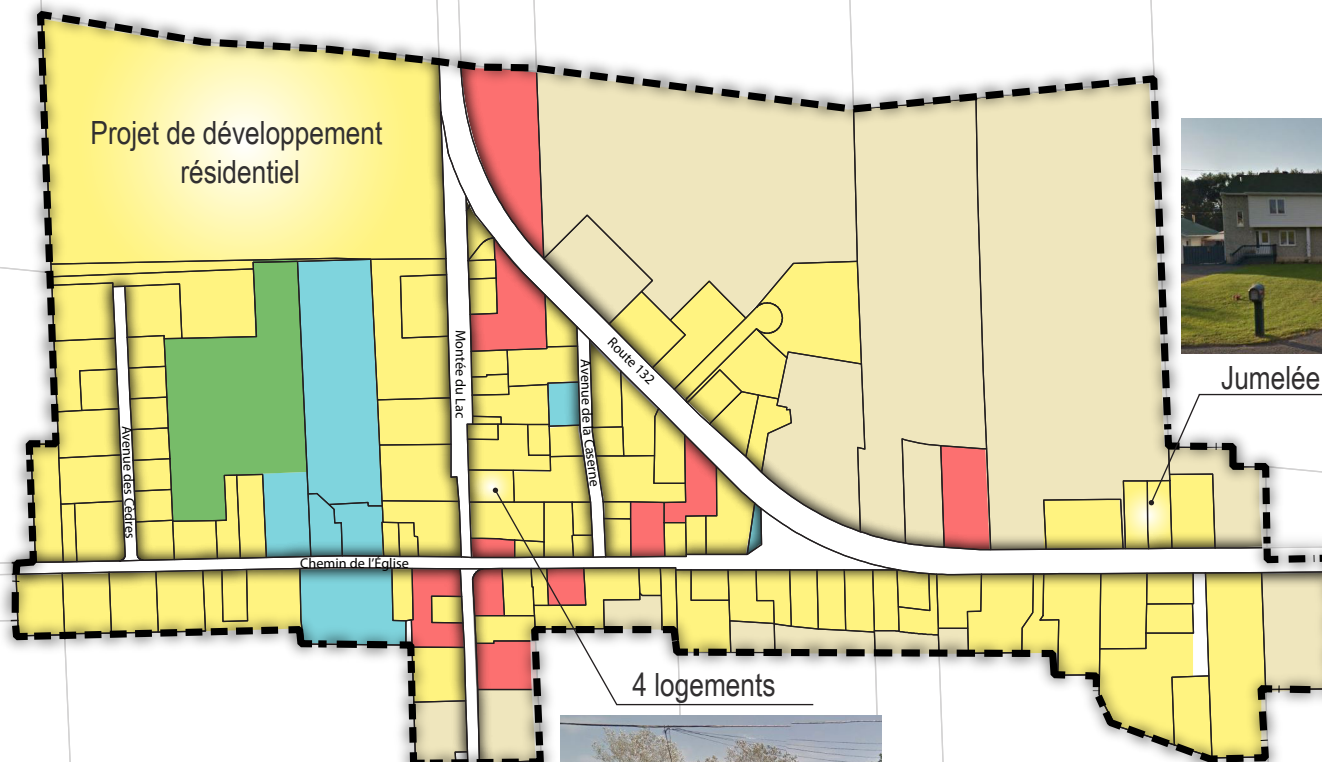 Projet de développement
résidentiel
Jumelée
Montée du Lac
Route 132
Avenue de la Caserne
Avenue des Cèdres
Chemin de l'Église
4 logements